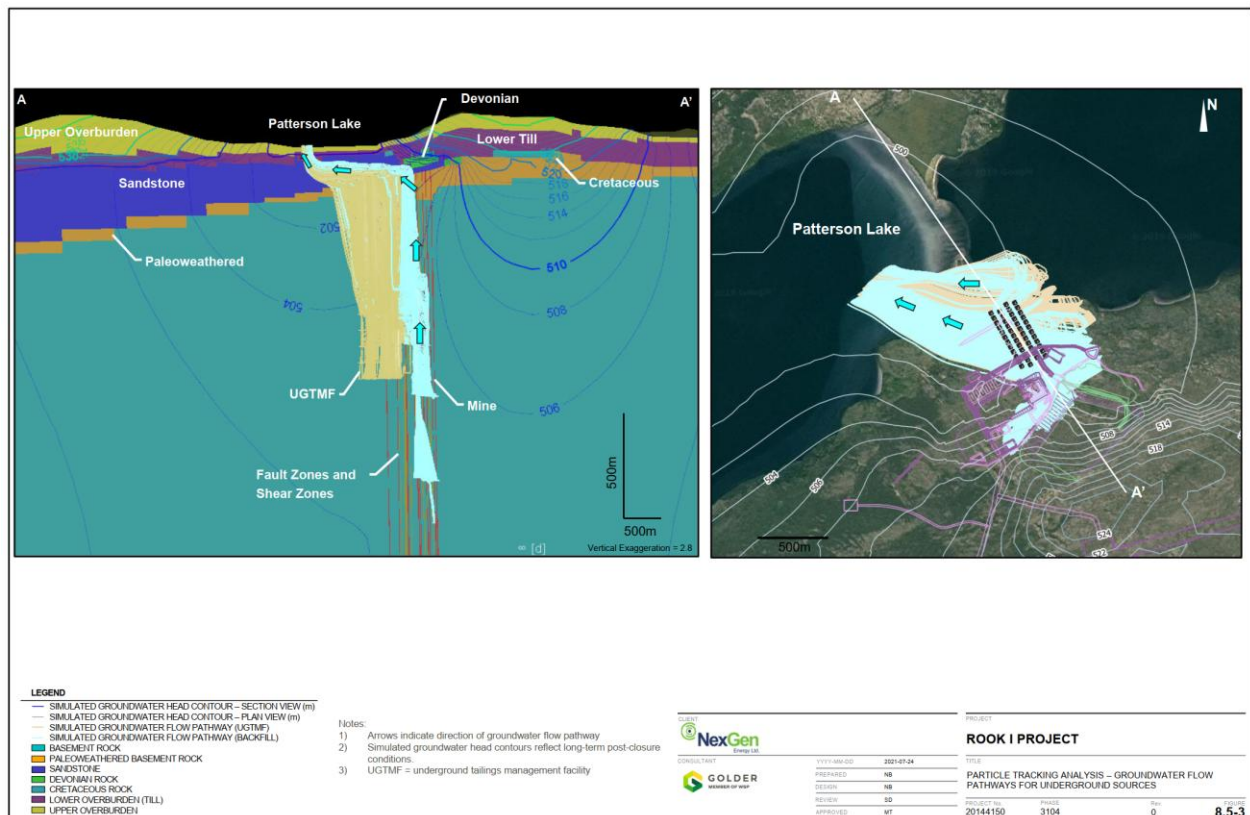 A
A'
Devonian
Patterson Lake
Upper Overburden
Lower Till
Sandstone
Cretaceous
Paleoweathered
520
518
516
514
510
508
506
502
504
UGTMF
Mine
Fault Zones and
Shear Zones
500m
500m
∞ [d]
Vertical Exaggeration = 2.8
A
N
500
Patterson Lake
504
506
508
514
518
524
522
A'
500m
LEGEND
SIMULATED GROUNDWATER HEAD CONTOUR – SECTION VIEW (m)
SIMULATED GROUNDWATER HEAD CONTOUR – PLAN VIEW (m)
SIMULATED GROUNDWATER FLOW PATHWAY (UGTMF)
SIMULATED GROUNDWATER FLOW PATHWAY (BACKFILL)
BASEMENT ROCK
PALEOWEATHERED BASEMENT ROCK
SANDSTONE
DEVONIAN ROCK
CRETACEOUS ROCK
LOWER OVERBURDEN (TILL)
UPPER OVERBURDEN
Notes:
1) Arrows indicate direction of groundwater flow pathway
2) Simulated groundwater head contours reflect long-term post-closure
conditions.
3) UGTMF = underground tailings management facility
CLIENT
NexGen
Energy Ltd.
CONSULTANT
GOLDER
MEMBER OF WSP
YYYY-MM-DD 2021-07-24
PREPARED NB
DESIGN NB
REVIEW SD
APPROVED MT
PROJECT
ROOK I PROJECT
TITLE
PARTICLE TRACKING ANALYSIS – GROUNDWATER FLOW
PATHWAYS FOR UNDERGROUND SOURCES
PROJECT No. PHASE Rev. FIGURE
20144150 3104 0 8.5-3